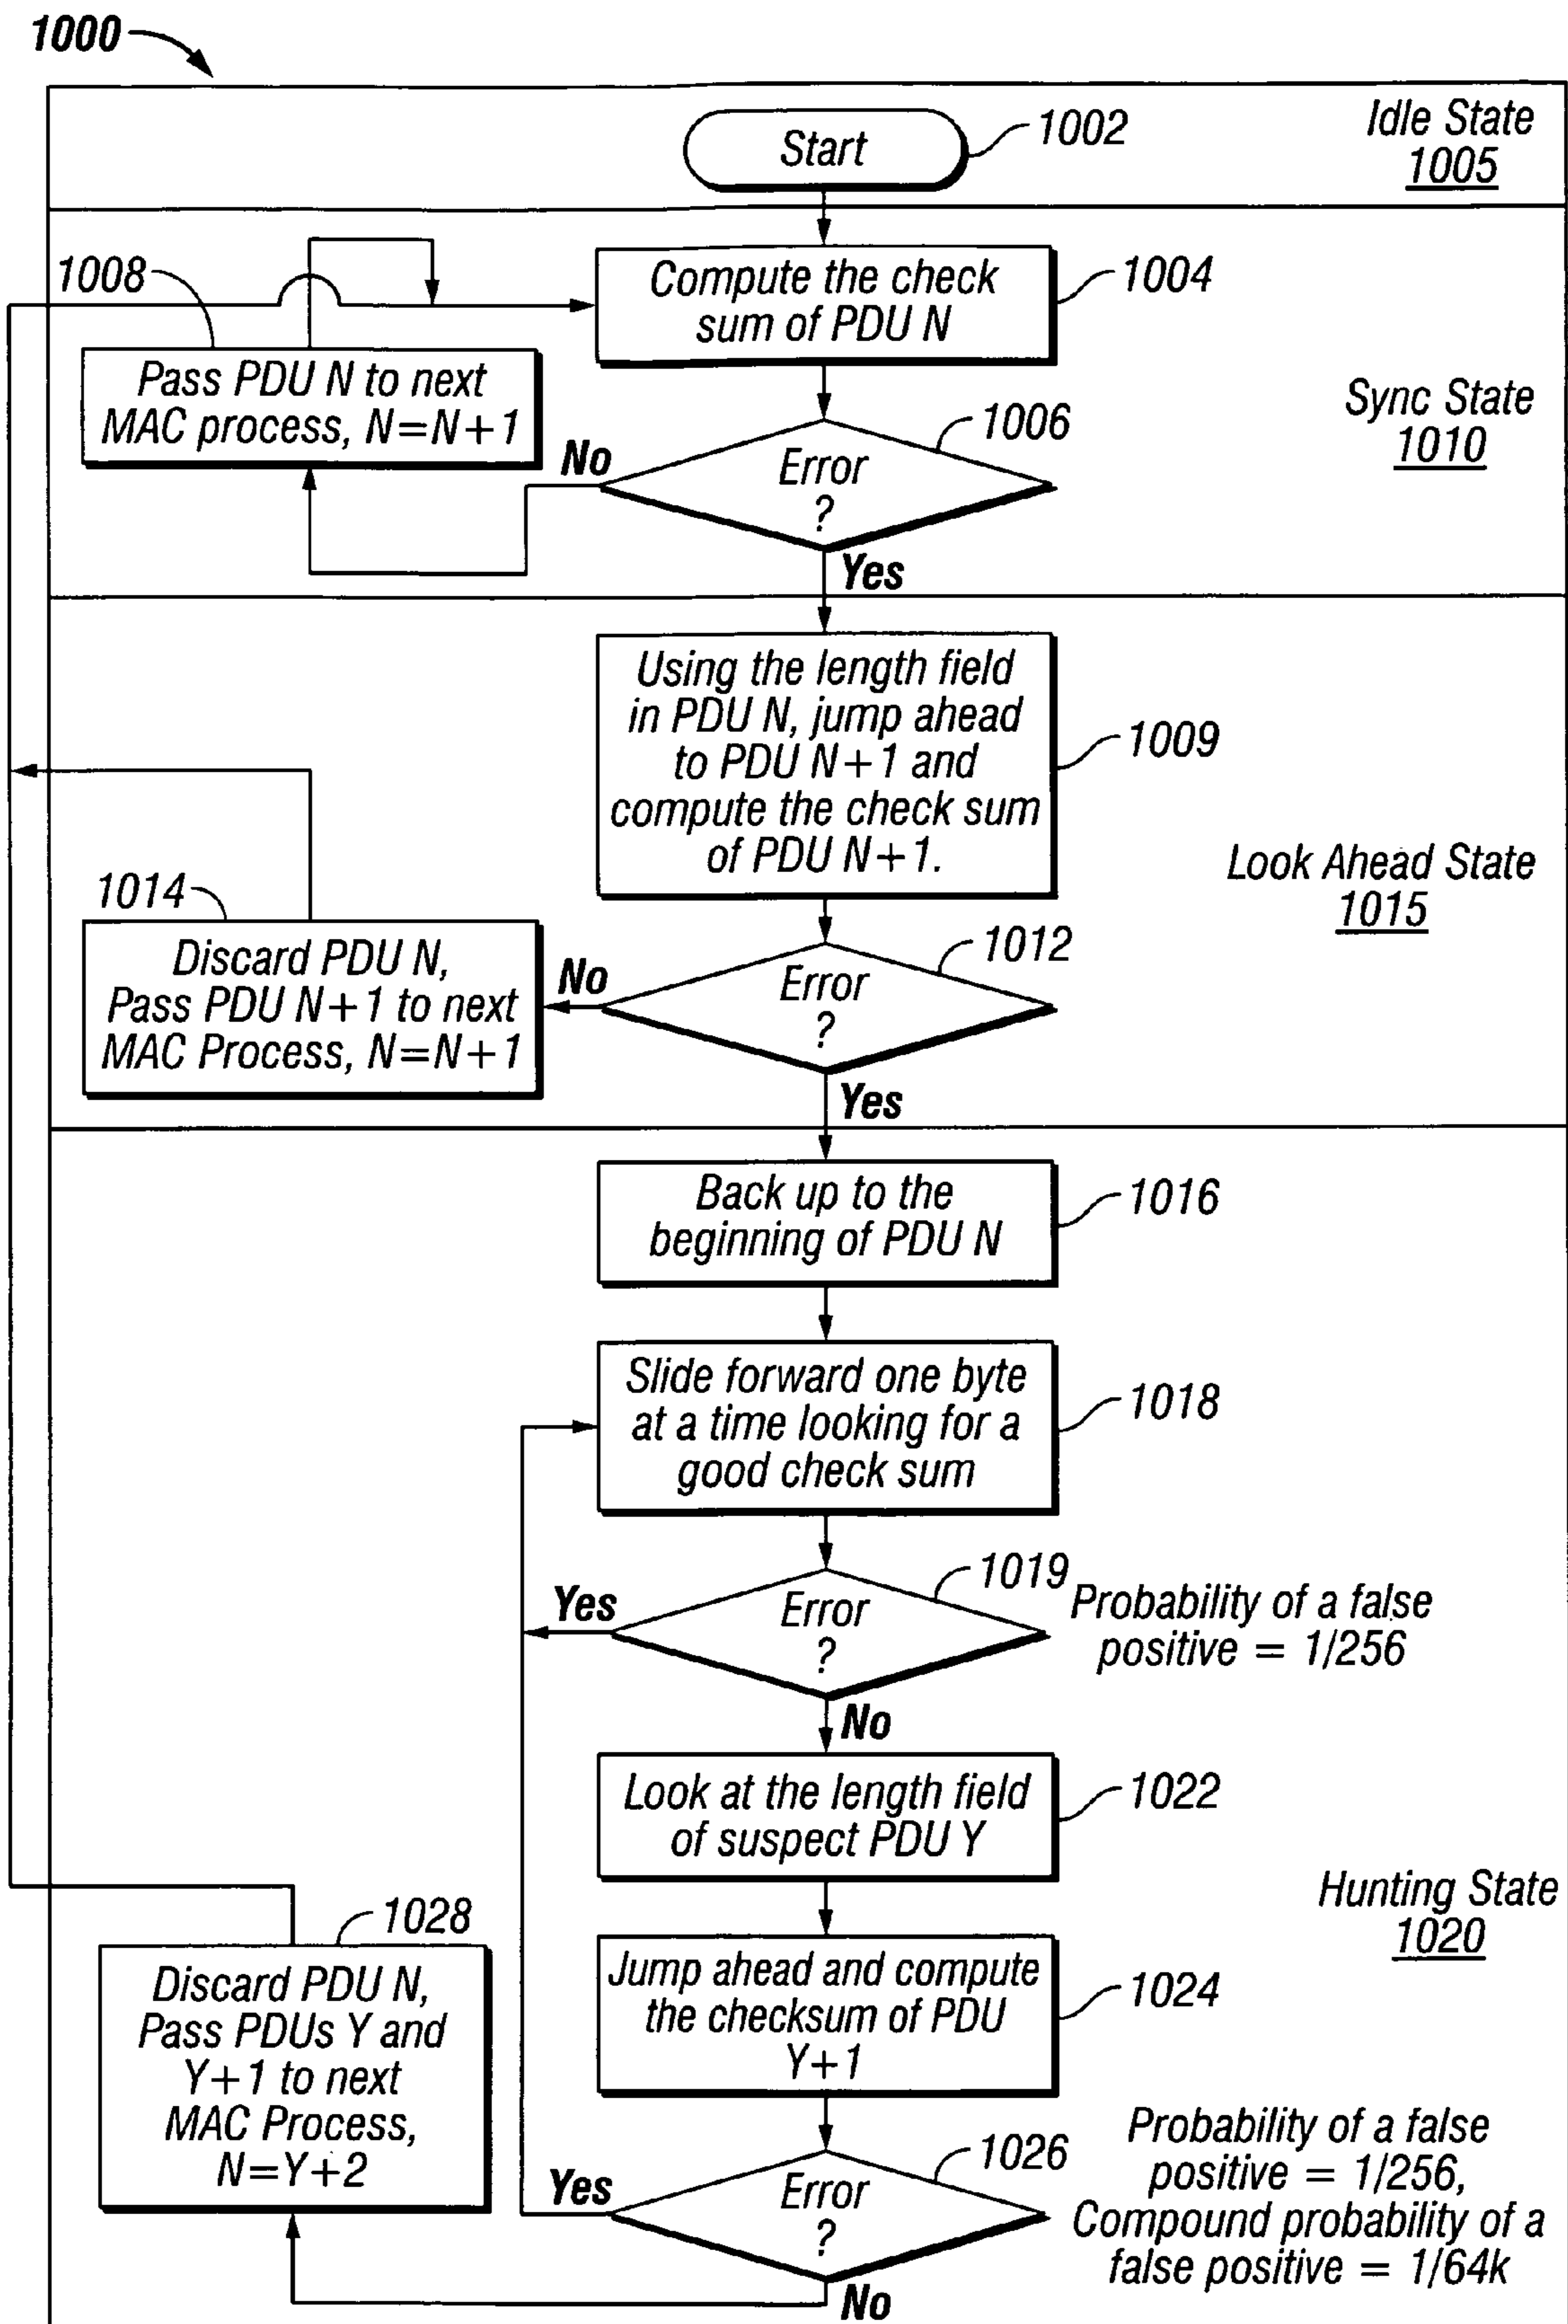 1000
Idle State
1005
Start
1002
1008
Compute the check
sum of PDU N
1004
Pass PDU N to next
MAC process, N=N+1
Sync State
1010
1006
No
Error
?
Yes
Using the length field
in PDU N, jump ahead
to PDU N+1 and
compute the check sum
of PDU N+1.
1009
Look Ahead State
1015
1014
Discard PDU N,
Pass PDU N+1 to next
MAC Process, N=N+1
No
Error
?
1012
Yes
Back up to the
beginning of PDU N
1016
Slide forward one byte
at a time looking for a
good check sum
1018
Yes
Error
?
1019
Probability of a false
positive = 1/256
No
Look at the length field
of suspect PDU Y
1022
Hunting State
1020
1028
Discard PDU N,
Pass PDUs Y and
Y+1 to next
MAC Process,
N=Y+2
Jump ahead and compute
the checksum of PDU
Y+1
1024
Yes
Error
?
1026
Probability of a false
positive = 1/256,
Compound probability of a
false positive = 1/64k
No